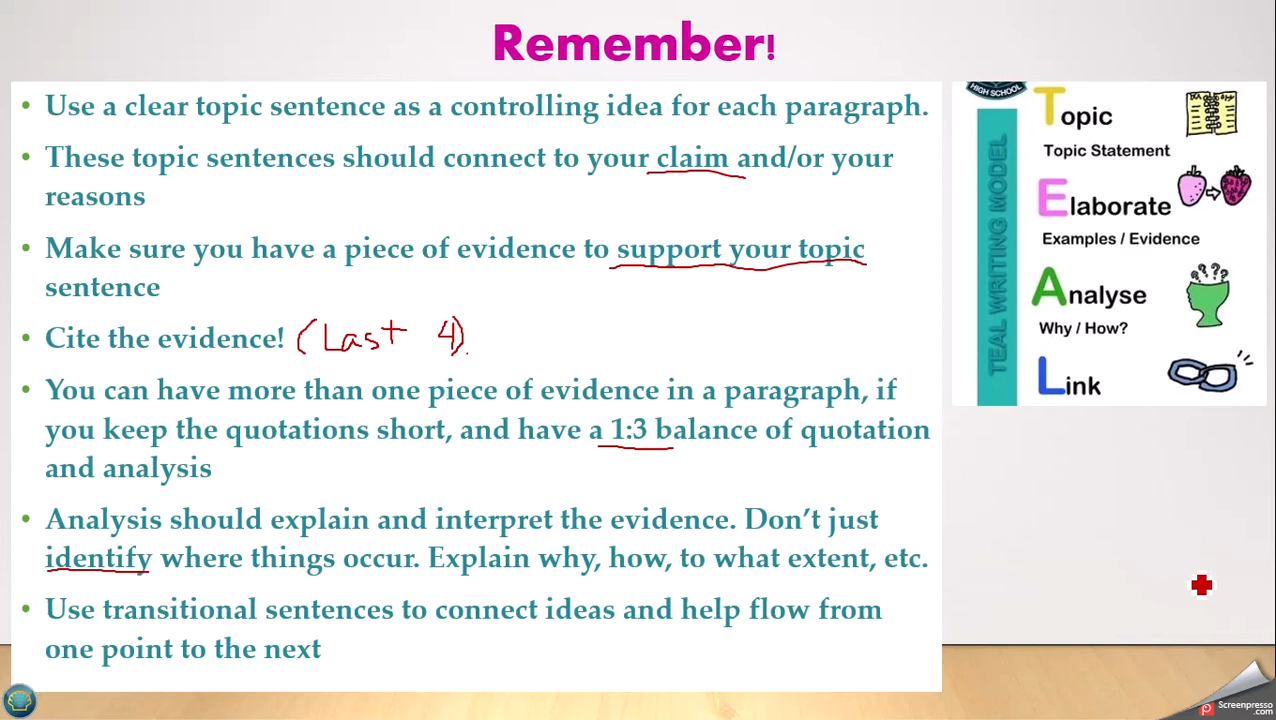 Remember!
• Use a clear topic sentence as a controlling idea for each paragraph.
• These topic sentences should connect to your claim and/or your
reasons
• Make sure you have a piece of evidence to support your topic
sentence
• Cite the evidence! (Last 4).
• You can have more than one piece of evidence in a paragraph, if
you keep the quotations short, and have a 1:3 balance of quotation
and analysis
• Analysis should explain and interpret the evidence. Don't just
identify where things occur. Explain why, how, to what extent, etc.
• Use transitional sentences to connect ideas and help flow from
one point to the next
HIGH SCHOOL
TEAL WRITING MODEL
Topic
Topic Statement
Elaborate
Examples / Evidence
Analyse
Why / How?
Link
Screenpresso
.com